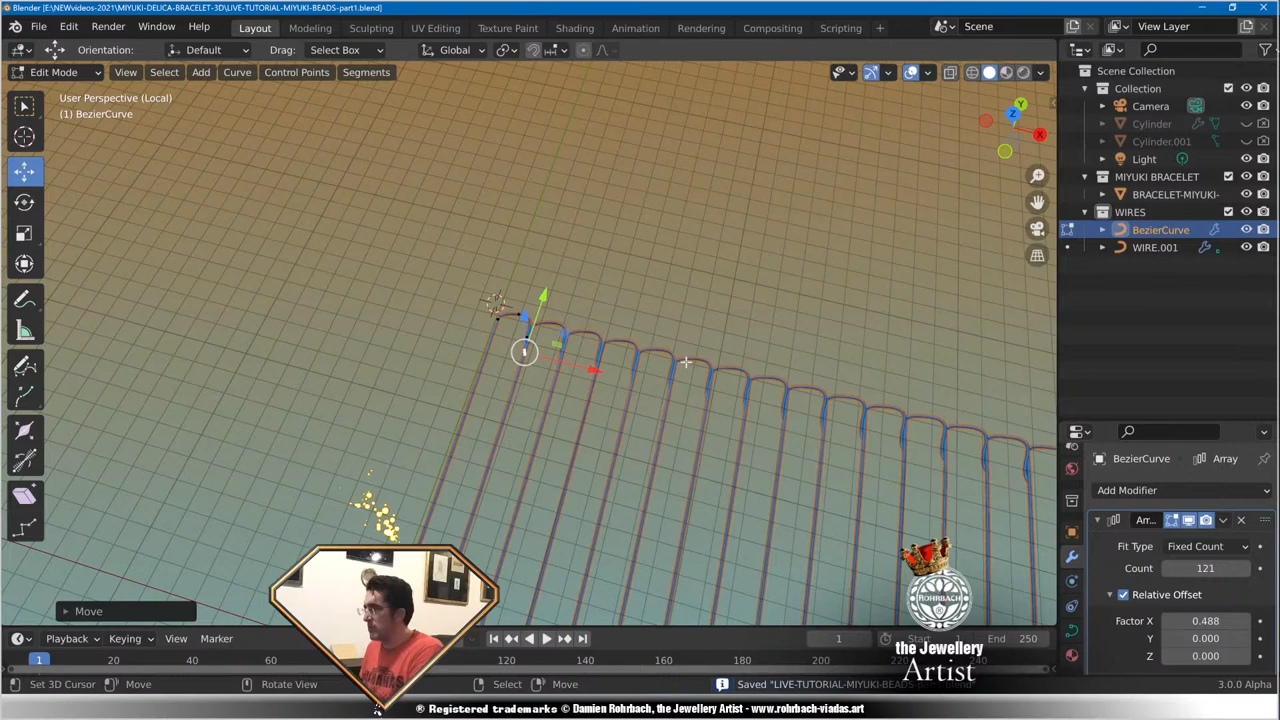 Blender [E:\NEWvideos-2021\MIYUKI-DELICA-BRACELET-3D\LIVE-TUTORIAL-MIYUKI-BEADS-part1.blend]
File Edit Render Window Help Layout Modeling Sculpting UV Editing Texture Paint Shading Animation Rendering Compositing Geometry Nodes Scripting + Scene View Layer
Orientation: Default Drag: Select Box Global
Edit Mode View Select Add Curve Control Points Segments
User Perspective (Local)
(1) BezierCurve
Y
Z
X
Scene Collection
Collection
Camera
Cylinder
Cylinder.001
Light
MIYUKI BRACELET
BRACELET-MIYUKI-
WIRES
BezierCurve
WIRE.001
BezierCurve Array
Add Modifier
Arr...
Fit Type Fixed Count
Count 121
Relative Offset
Factor X 0.488
Y 0.000
Z 0.000
Move
ROHRBACH
the Jewellery
Artist
Playback Keying View Marker 1 Start End 250
1 20 40 60 120 140 160 180 200 220 240
Set 3D Cursor Move Rotate View Select Move Saved "LIVE-TUTORIAL-MIYUKI-BEADS-part1.blend" 3.0.0 Alpha
® Registered trademarks © Damien Rohrbach, the Jewellery Artist - www.rohrbach-viadas.art